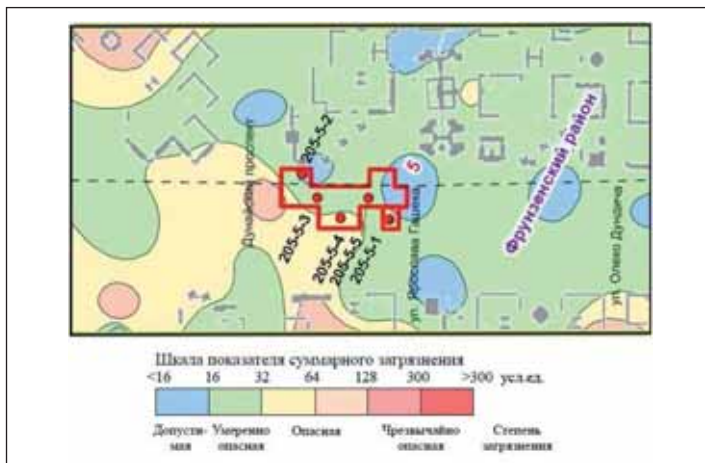 205-5-2
5
Дунайский проспект
Фрунзенский район
205-5-3
205-5-4
205-5-5
205-5-1
ул. Ярослава Гашека
ул. Олеко Дундича
Шкала показателя суммарного загрязнения
<16 16 32 64 128 300 >300 усл.ед.
Допусти- Умеренно Опасная Чрезвычайно Степень
мая опасная опасная загрязнения